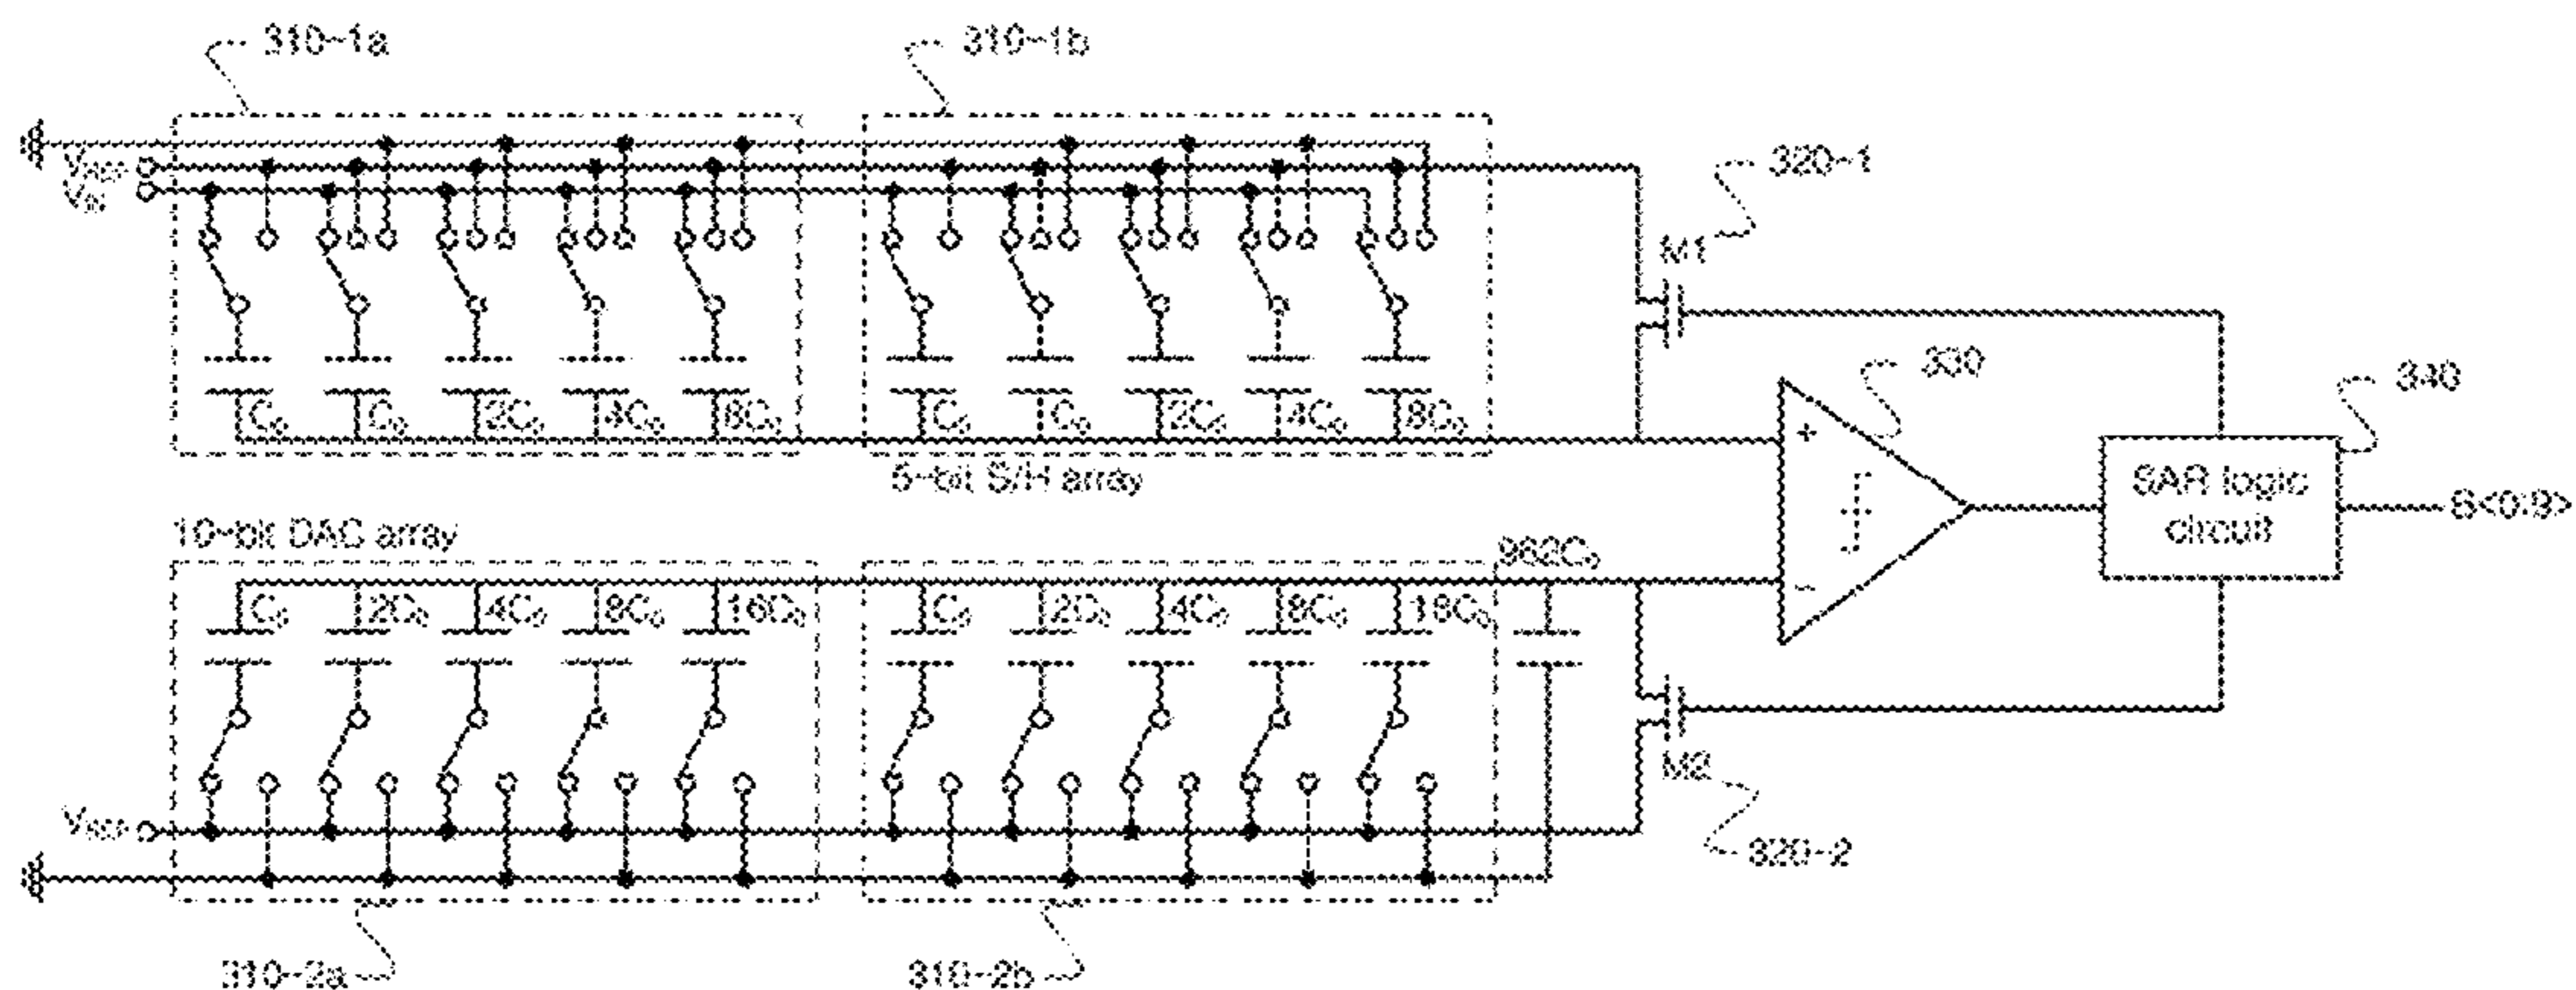 310-1a
310-1b
VREF
VIN
320-1
M1
C0 C0 2C0 4C0 8C0
C0 C0 2C0 4C0 8C0
330
340
+
5-bit S/H array
SAR logic
circuit
B<0:9>
10-bit DAC array
962C0
-
C0 2C0 4C0 8C0 16C0
C0 2C0 4C0 8C0 16C0
M2
VREF
320-2
310-2a
310-2b